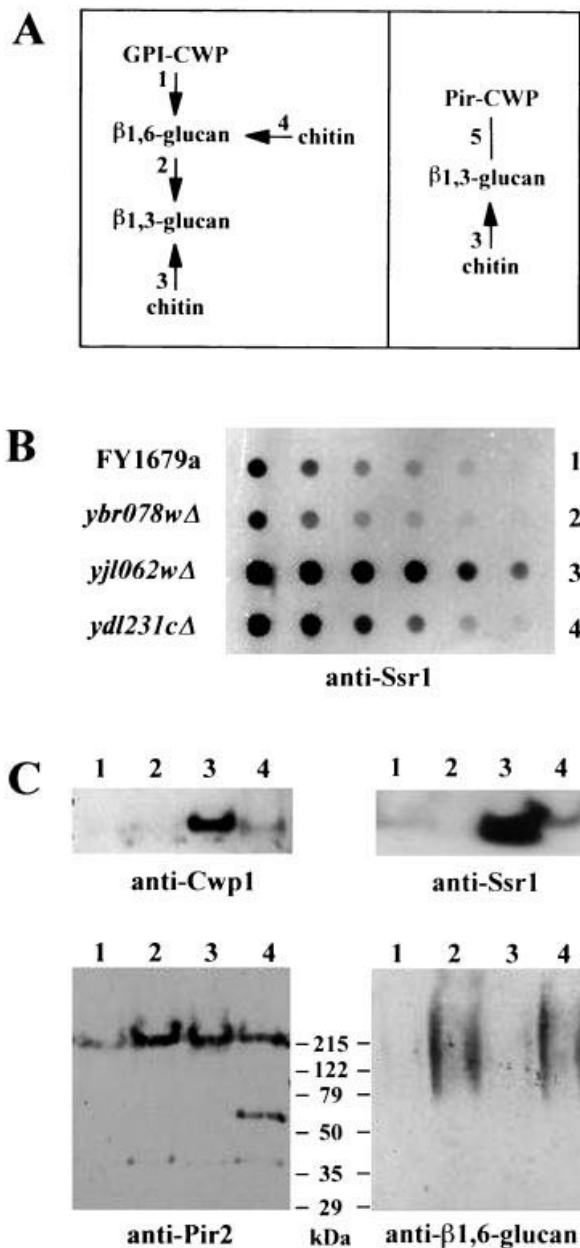 A
GPI-CWP
1
β1,6-glucan
4
chitin
2
β1,3-glucan
3
chitin
Pir-CWP
5
β1,3-glucan
3
chitin
B
FY1679a 1
ybr078wΔ 2
yjl062wΔ 3
ydl231cΔ 4
anti-Ssr1
C
1 2 3 4
anti-Cwp1
1 2 3 4
anti-Ssr1
1 2 3 4
anti-Pir2
– 215 –
– 122 –
– 79 –
– 50 –
– 35 –
– 29 –
kDa
1 2 3 4
anti-β1,6-glucan